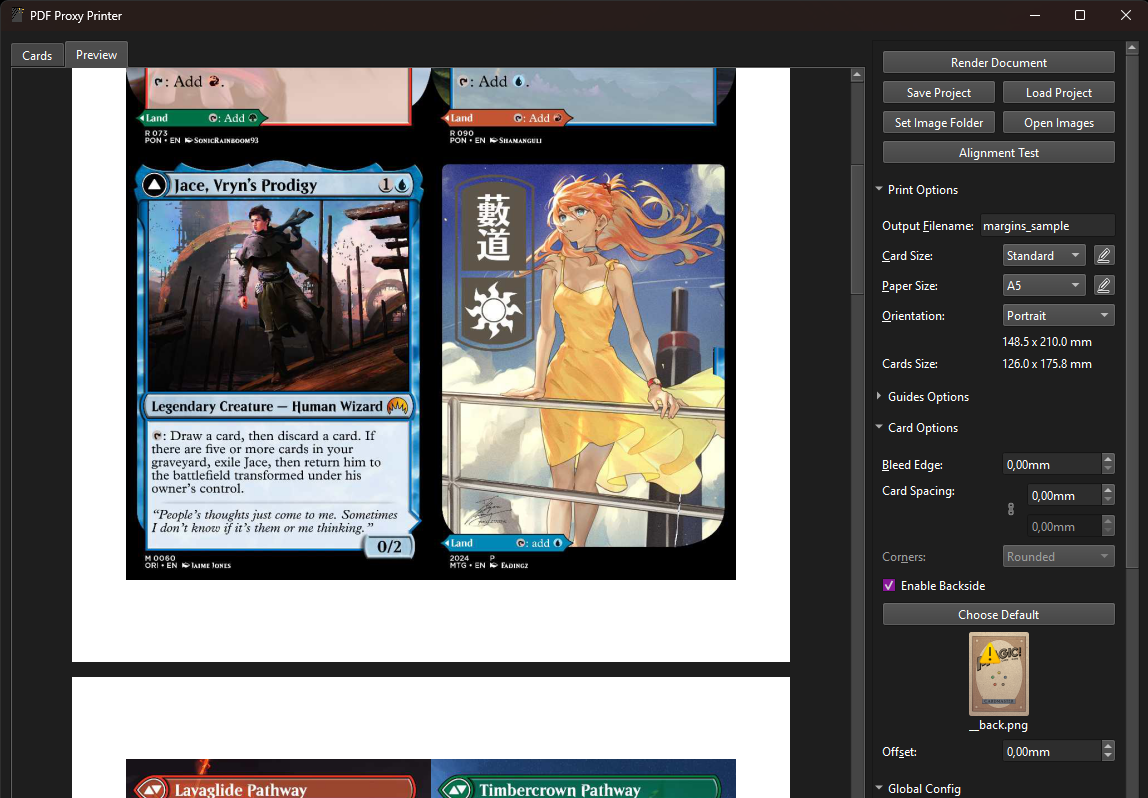 PDF Proxy Printer
Cards
Preview
: Add .
Land : Add
R 073
PON • EN SonicRainboom93
: Add .
Land : Add
R 090
PON • EN Shamanguli
Jace, Vryn's Prodigy 1
Legendary Creature — Human Wizard
: Draw a card, then discard a card. If
there are five or more cards in your
graveyard, exile Jace, then return him to
the battlefield transformed under his
owner's control.
“People's thoughts just come to me. Sometimes
I don't know if it's them or me thinking.”
0/2
M 0060
ORI • EN Jaime Jones
藪
道
Land : add
2024 P
MTG • EN Fadingz
Lavaglide Pathway
Timbercrown Pathway
Render Document
Save Project
Load Project
Set Image Folder
Open Images
Alignment Test
Print Options
Output Filename: margins_sample
Card Size: Standard
Paper Size: A5
Orientation: Portrait
148.5 x 210.0 mm
Cards Size: 126.0 x 175.8 mm
Guides Options
Card Options
Bleed Edge: 0,00mm
Card Spacing: 0,00mm
0,00mm
Corners: Rounded
Enable Backside
Choose Default
__back.png
Offset: 0,00mm
Global Config